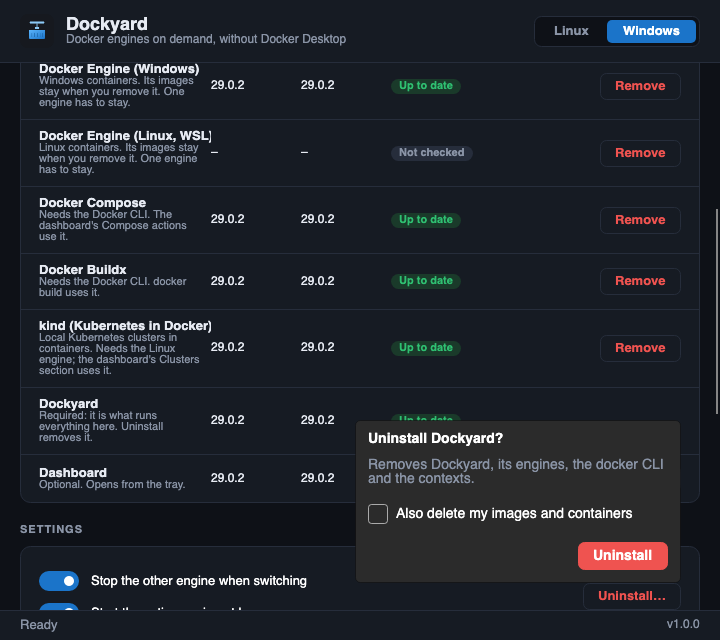 Dockyard
Docker engines on demand, without Docker Desktop
Linux
Windows
Docker Engine (Windows)
Windows containers. Its images
stay when you remove it. One
engine has to stay.
29.0.2
29.0.2
Up to date
Remove
Docker Engine (Linux, WSL)
Linux containers. Its images stay
when you remove it. One engine
has to stay.
–
–
Not checked
Remove
Docker Compose
Needs the Docker CLI. The
dashboard's Compose actions
use it.
29.0.2
29.0.2
Up to date
Remove
Docker Buildx
Needs the Docker CLI. docker
build uses it.
29.0.2
29.0.2
Up to date
Remove
kind (Kubernetes in Docker)
Local Kubernetes clusters in
containers. Needs the Linux
engine; the dashboard's Clusters
section uses it.
29.0.2
29.0.2
Up to date
Remove
Dockyard
Required: it is what runs
everything here. Uninstall
removes it.
29.0.2
29.0.2
Up to date
Dashboard
Optional. Opens from the tray.
29.0.2
29.0.2
Uninstall Dockyard?
Removes Dockyard, its engines, the docker CLI
and the contexts.
Also delete my images and containers
Uninstall
SETTINGS
Stop the other engine when switching
Uninstall...
Ready
v1.0.0